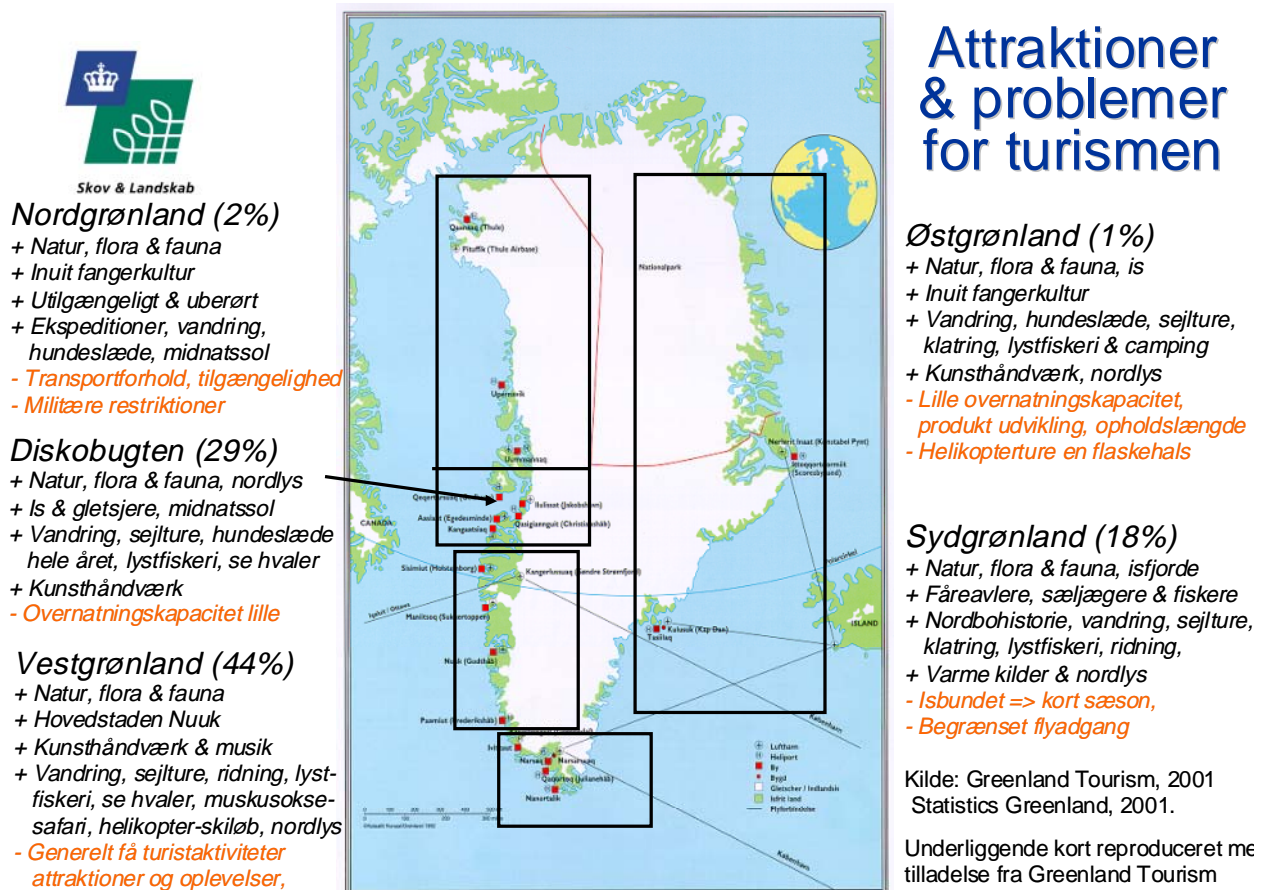 Skov & Landskab
Nordgrønland (2%)
+ Natur, flora & fauna
+ Inuit fangerkultur
+ Utilgængeligt & uberørt
+ Ekspeditioner, vandring,
hundeslæde, midnatssol
- Transportforhold, tilgængelighed
- Militære restriktioner
Diskobugten (29%)
+ Natur, flora & fauna, nordlys
+ Is & gletsjere, midnatssol
+ Vandring, sejlture, hundeslæde
hele året, lystfiskeri, se hvaler
+ Kunsthåndværk
- Overnatningskapacitet lille
Vestgrønland (44%)
+ Natur, flora & fauna
+ Hovedstaden Nuuk
+ Kunsthåndværk & musik
+ Vandring, sejlture, ridning, lyst-
fiskeri, se hvaler, muskusokse-
safari, helikopter-skiløb, nordlys
- Generelt få turistaktiviteter
attraktioner og oplevelser,
Qaanaaq (Thule)
Pituffik (Thule Airbase)
Nationalpark
Upernavik
Uummannaq
Nerlerit Inaat (Konstabel Pynt)
Ittoqqortoormiit
(Scoresbysund)
Qeqertarsuaq
Ilulissat (Jakobshavn)
Aasiaat (Egedesminde)
Qasigiannguit (Christianshåb)
Kangaatsiaq
CANADA
Sisimiut (Holsteinsborg)
Kangerlussuaq (Søndre Strømfjord)
Polarcirkel
Iqaluit / Ottawa
Maniitsoq (Sukkertoppen)
ISLAND
Kulusuk (Kap Dan)
Tasiilaq
Nuuk (Godthåb)
Paamiut (Frederikshåb)
København
Ivittuut
Narsaq
Narsarsuaq
Qaqortoq (Julianehåb)
Nanortalik
København
Lufthavn
Heliport
By
Bygd
Gletscher / Indlandsis
Isfrit land
Flyforbindelse
Attraktioner
& problemer
for turismen
Østgrønland (1%)
+ Natur, flora & fauna, is
+ Inuit fangerkultur
+ Vandring, hundeslæde, sejlture,
klatring, lystfiskeri & camping
+ Kunsthåndværk, nordlys
- Lille overnatningskapacitet,
produkt udvikling, opholdslængde
- Helikopterture en flaskehals
Sydgrønland (18%)
+ Natur, flora & fauna, isfjorde
+ Fåreavlere, sæljægere & fiskere
+ Nordbohistorie, vandring, sejlture,
klatring, lystfiskeri, ridning,
+ Varme kilder & nordlys
- Isbundet => kort sæson,
- Begrænset flyadgang
Kilde: Greenland Tourism, 2001
Statistics Greenland, 2001.
Underliggende kort reproduceret me
tilladelse fra Greenland Tourism